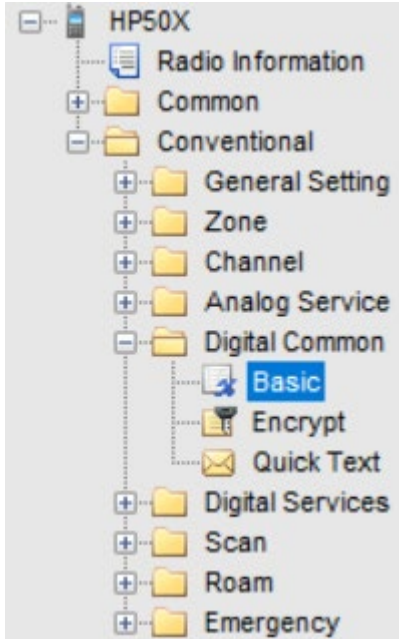 HP50X
Radio Information
Common
Conventional
General Setting
Zone
Channel
Analog Service
Digital Common
Basic
Encrypt
Quick Text
Digital Services
Scan
Roam
Emergency